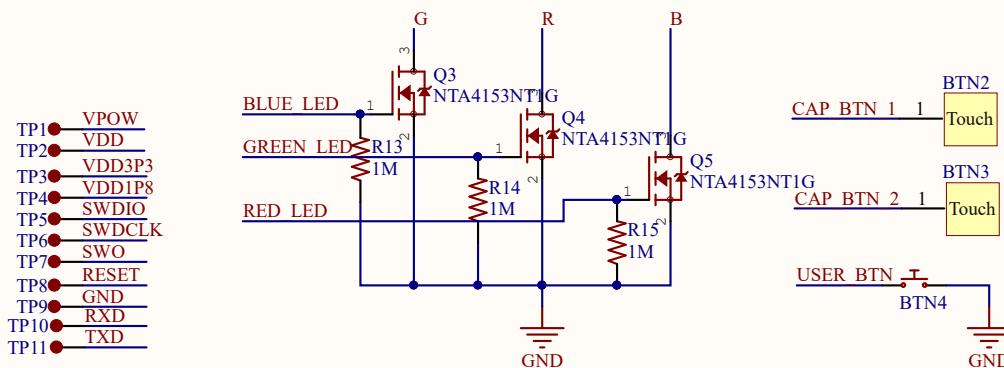 G R B
Q3
NTA4153NT1G
3
1
2
BLUE_LED
R13
1M
Q4
NTA4153NT1G
3
1
2
GREEN_LED
R14
1M
Q5
NTA4153NT1G
3
1
2
RED_LED
R15
1M
GND
TP1 VPOW
TP2 VDD
TP3 VDD3P3
TP4 VDD1P8
TP5 SWDIO
TP6 SWDCLK
TP7 SWO
TP8 RESET
TP9 GND
TP10 RXD
TP11 TXD
BTN2
CAP_BTN_1 1 Touch
BTN3
CAP_BTN_2 1 Touch
USER_BTN
BTN4
GND